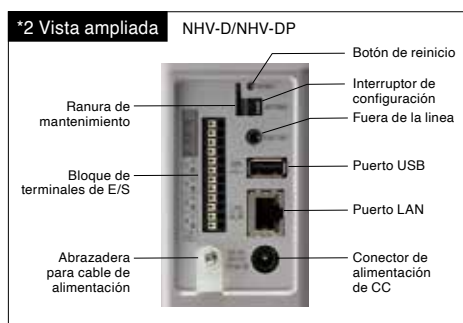 *2 Vista ampliada
NHV-D/NHV-DP
Botón de reinicio
Interruptor de
configuración
Ranura de
mantenimiento
Fuera de la linea
Bloque de
terminales de E/S
Puerto USB
Puerto LAN
Abrazadera
para cable de
alimentación
Conector de
alimentación
de CC